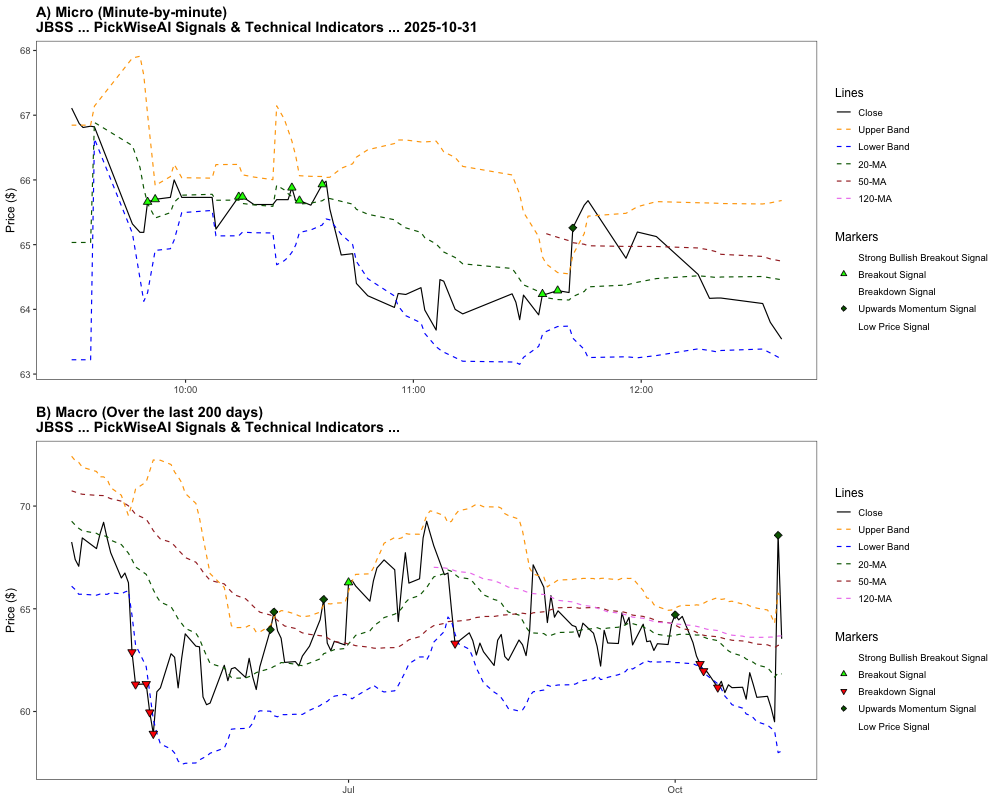 A) Micro (Minute-by-minute)
JBSS ... PickWiseAI Signals & Technical Indicators ... 2025-10-31
68
67
66
65
64
63
Price ($)
10:00
11:00
12:00
Lines
Close
Upper Band
Lower Band
20-MA
50-MA
120-MA
Markers
Strong Bullish Breakout Signal
Breakout Signal
Breakdown Signal
Upwards Momentum Signal
Low Price Signal
B) Macro (Over the last 200 days)
JBSS ... PickWiseAI Signals & Technical Indicators ...
70
65
60
Price ($)
Jul
Oct
Lines
Close
Upper Band
Lower Band
20-MA
50-MA
120-MA
Markers
Strong Bullish Breakout Signal
Breakout Signal
Breakdown Signal
Upwards Momentum Signal
Low Price Signal